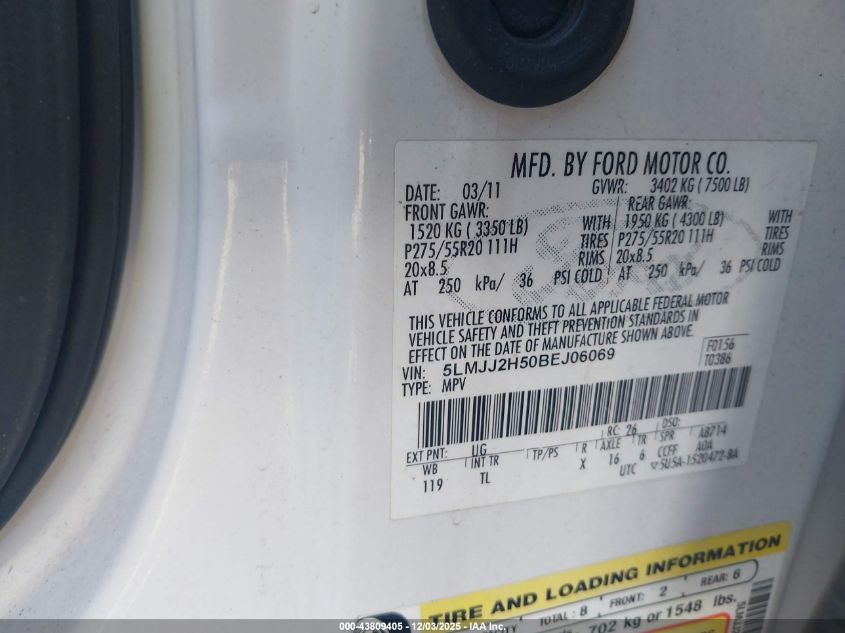 MFD. BY FORD MOTOR CO.
DATE: 03/11 GVWR: 3402 KG ( 7500 LB)
FRONT GAWR: REAR GAWR:
1520 KG ( 3350 LB) WITH 1950 KG ( 4300 LB) WITH
P275/55R20 111H TIRES P275/55R20 111H TIRES
20x8.5 RIMS 20x8.5 RIMS
AT 250 kPa/ 36 PSI COLD AT 250 kPa/ 36 PSI COLD
THIS VEHICLE CONFORMS TO ALL APPLICABLE FEDERAL MOTOR
VEHICLE SAFETY AND THEFT PREVENTION STANDARDS IN
EFFECT ON THE DATE OF MANUFACTURE SHOWN ABOVE.
VIN: 5LMJJ2H50BEJ06069 F0156
TYPE: MPV T0386
EXT PNT: UG RC: 26 DSO:
WB INT TR TP/PS R AXLE TR SPR A8714
119 TL X 16 6 CCFF AOA
UTC 5U5A-1520472-BA
TIRE AND LOADING INFORMATION
TOTAL : 8 FRONT: 2 REAR: 6
702 kg or 1548 lbs.
000-43809405 - 12/03/2025 - IAA Inc.